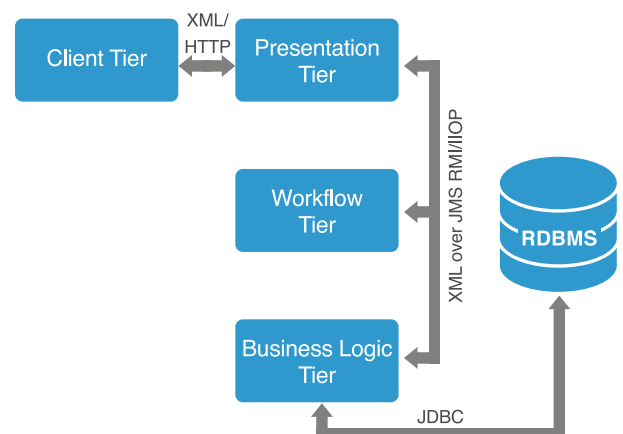 XML/
HTTP
Client Tier
Presentation
Tier
Workflow
Tier
XML over JMS RMI/IIOP
RDBMS
Business Logic
Tier
JDBC